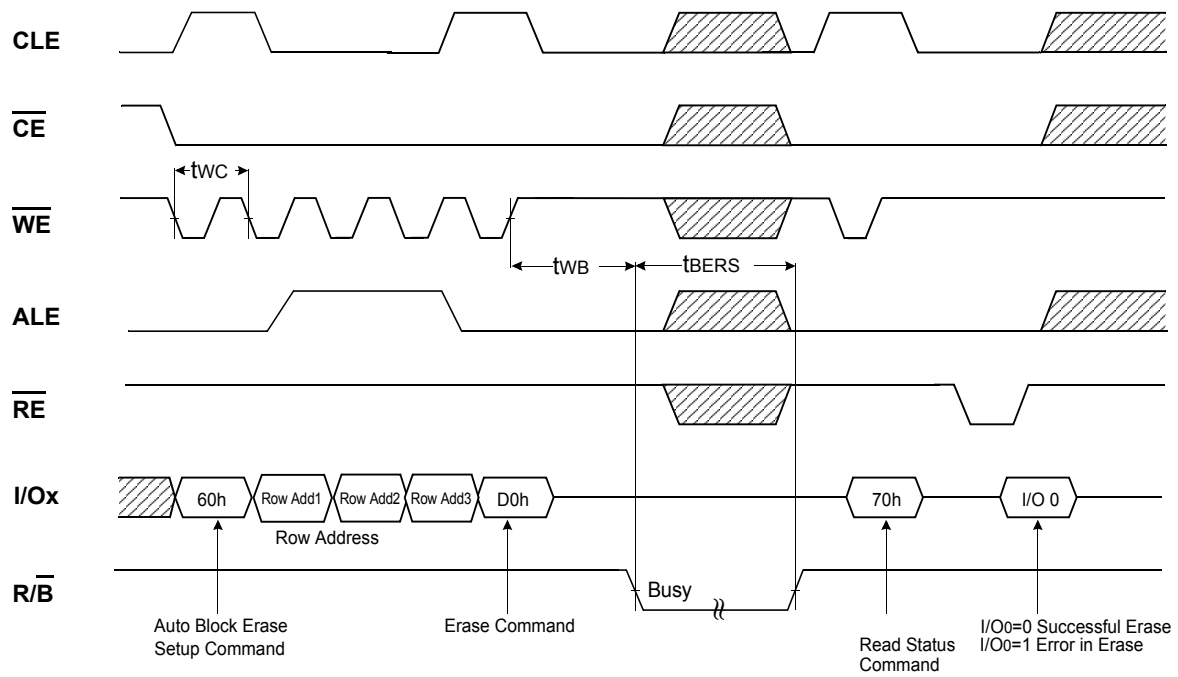 CLE
CE
tWC
WE
tWB
tBERS
ALE
RE
I/Ox
60h
Row Add1
Row Add2
Row Add3
D0h
70h
I/O 0
Row Address
R/B
Busy
Auto Block Erase
Setup Command
Erase Command
Read Status
Command
I/O0=0 Successful Erase
I/O0=1 Error in Erase